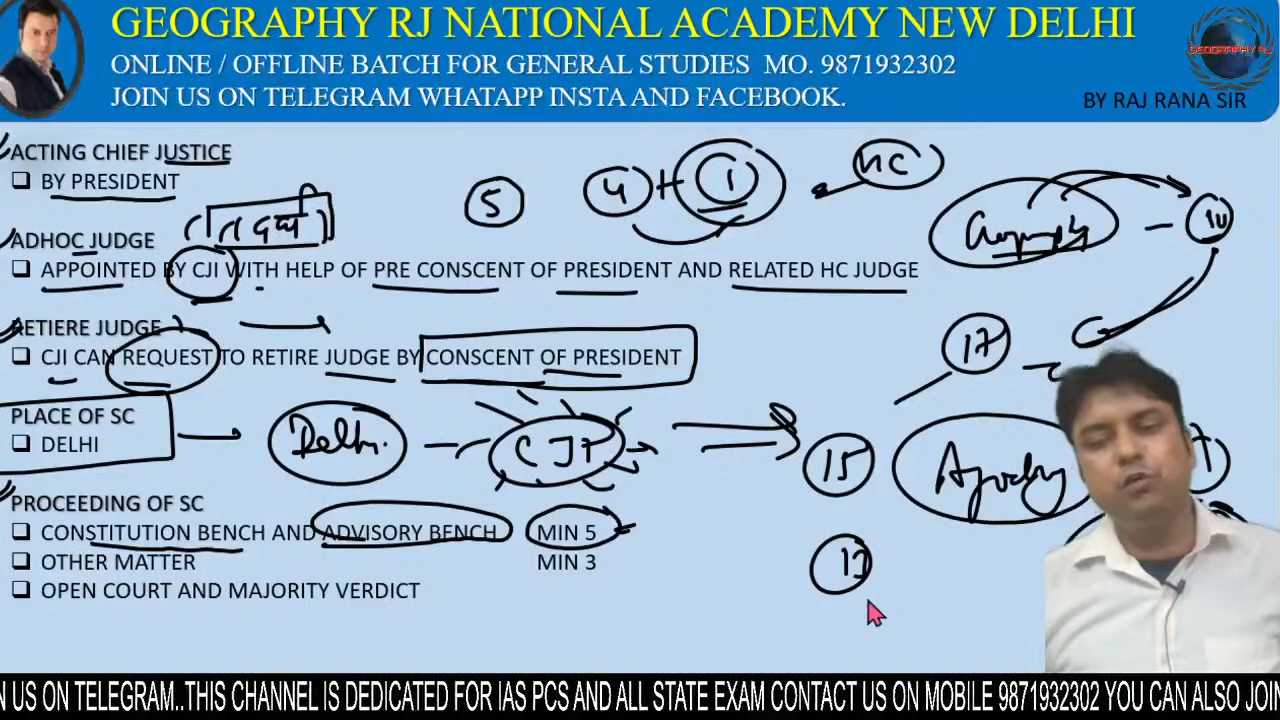 GEOGRAPHY RJ NATIONAL ACADEMY NEW DELHI
ONLINE / OFFLINE BATCH FOR GENERAL STUDIES MO. 9871932302
JOIN US ON TELEGRAM WHATAPP INSTA AND FACEBOOK.
GEOGRAPHY RJ
BY RAJ RANA SIR
ACTING CHIEF JUSTICE
BY PRESIDENT
5
4 + 1
HC
ADHOC JUDGE
APPOINTED BY CJI WITH HELP OF PRE CONSCENT OF PRESIDENT AND RELATED HC JUDGE
RETIERE JUDGE
CJI CAN REQUEST TO RETIRE JUDGE BY CONSCENT OF PRESIDENT
17
PLACE OF SC
DELHI
Delhi
CJI
15
PROCEEDING OF SC
CONSTITUTION BENCH AND ADVISORY BENCH MIN 5
OTHER MATTER MIN 3
OPEN COURT AND MAJORITY VERDICT
N US ON TELEGRAM..THIS CHANNEL IS DEDICATED FOR IAS PCS AND ALL STATE EXAM CONTACT US ON MOBILE 9871932302 YOU CAN ALSO JOIN